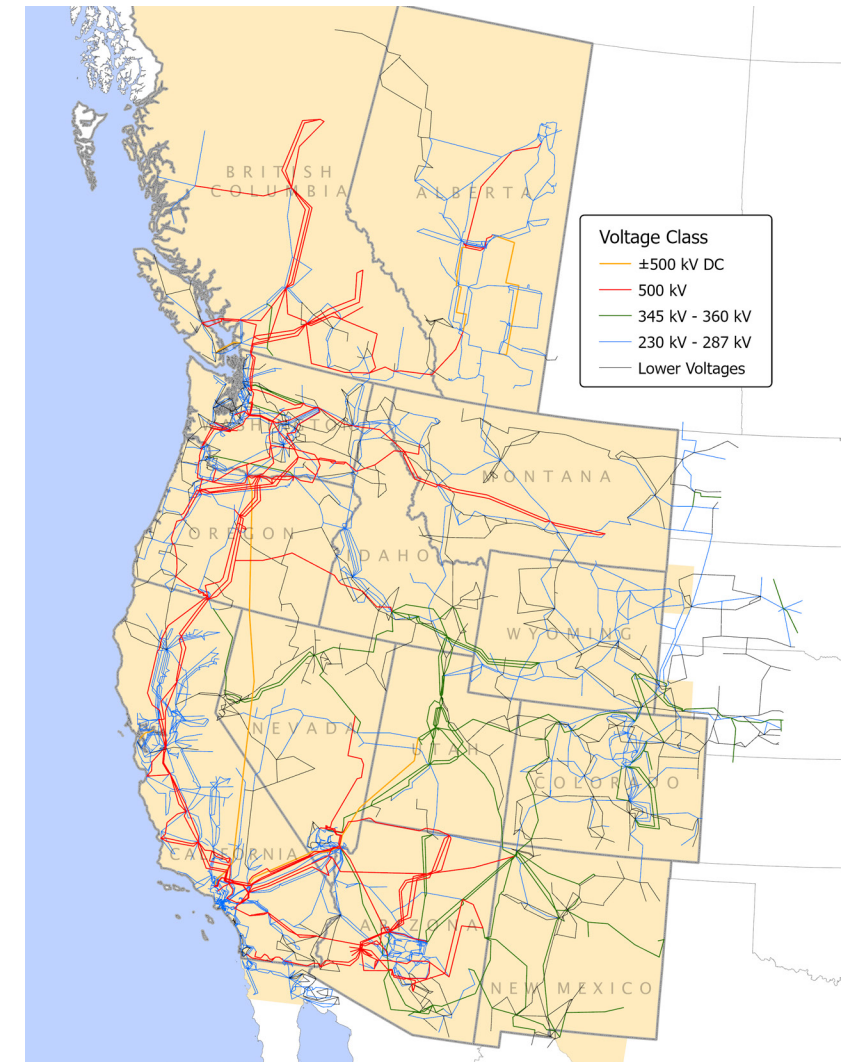 BRITISH
COLUMBIA
ALBERTA
Voltage Class
±500 kV DC
500 kV
345 kV - 360 kV
230 kV - 287 kV
Lower Voltages
WASHINGTON
MONTANA
OREGON
IDAHO
WYOMING
NEVADA
UTAH
COLORADO
CALIFORNIA
ARIZONA
NEW MEXICO